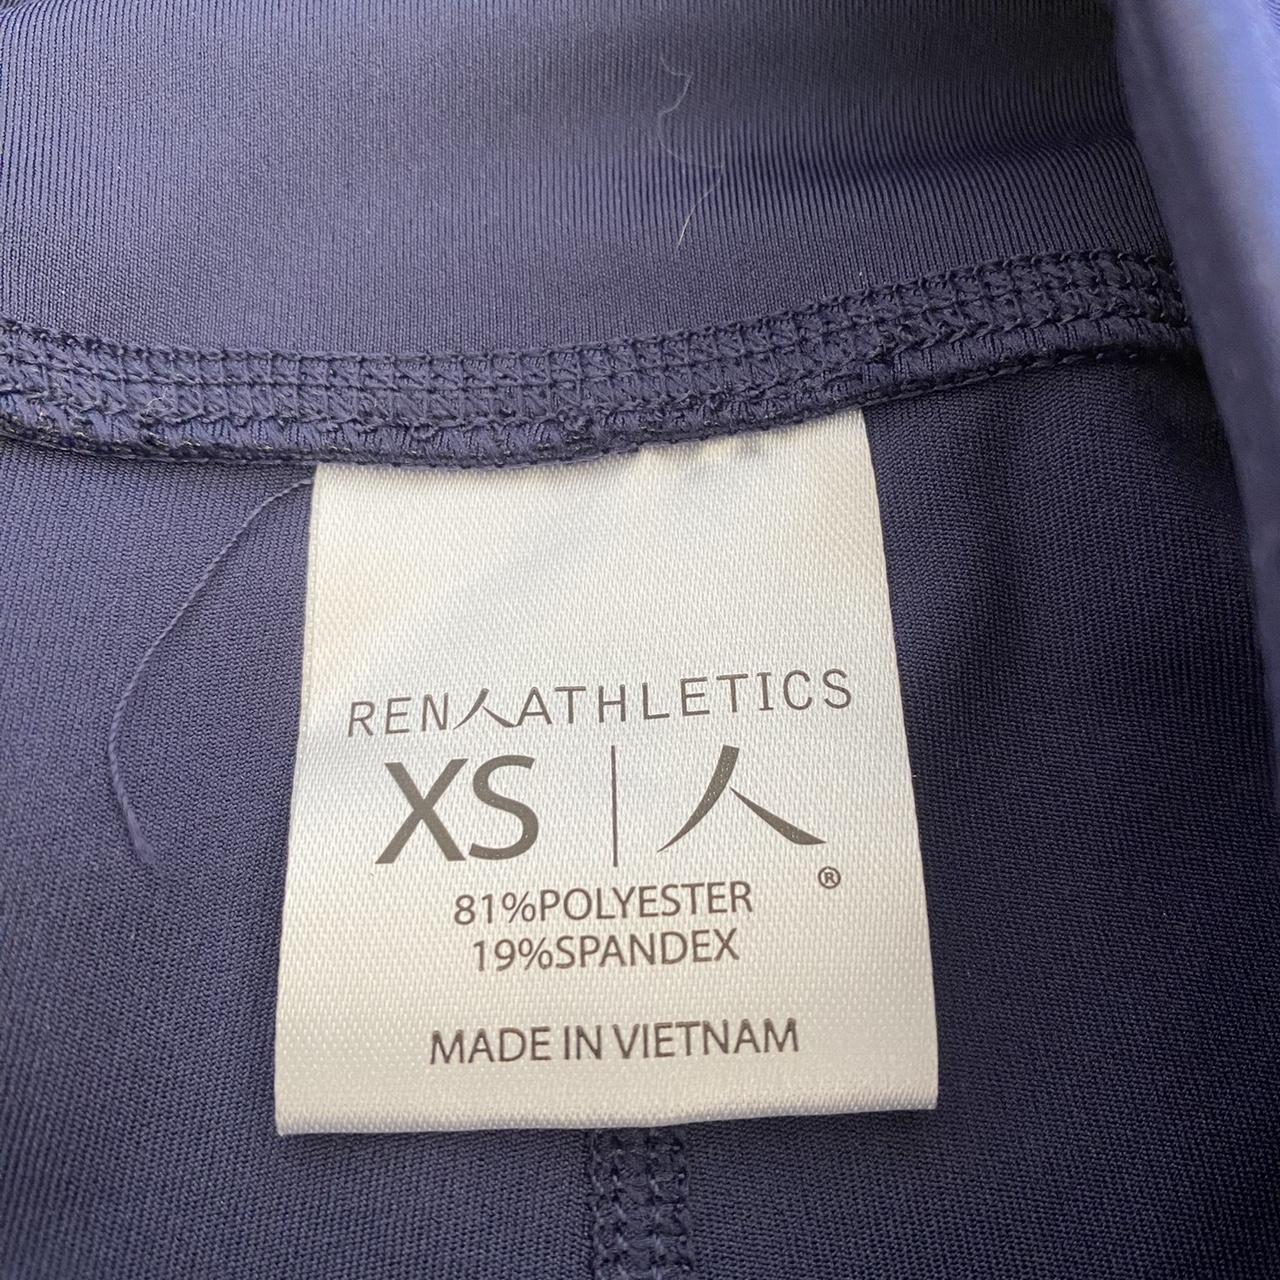 REN人ATHLETICS
XS | 人
®
81%POLYESTER
19%SPANDEX
MADE IN VIETNAM